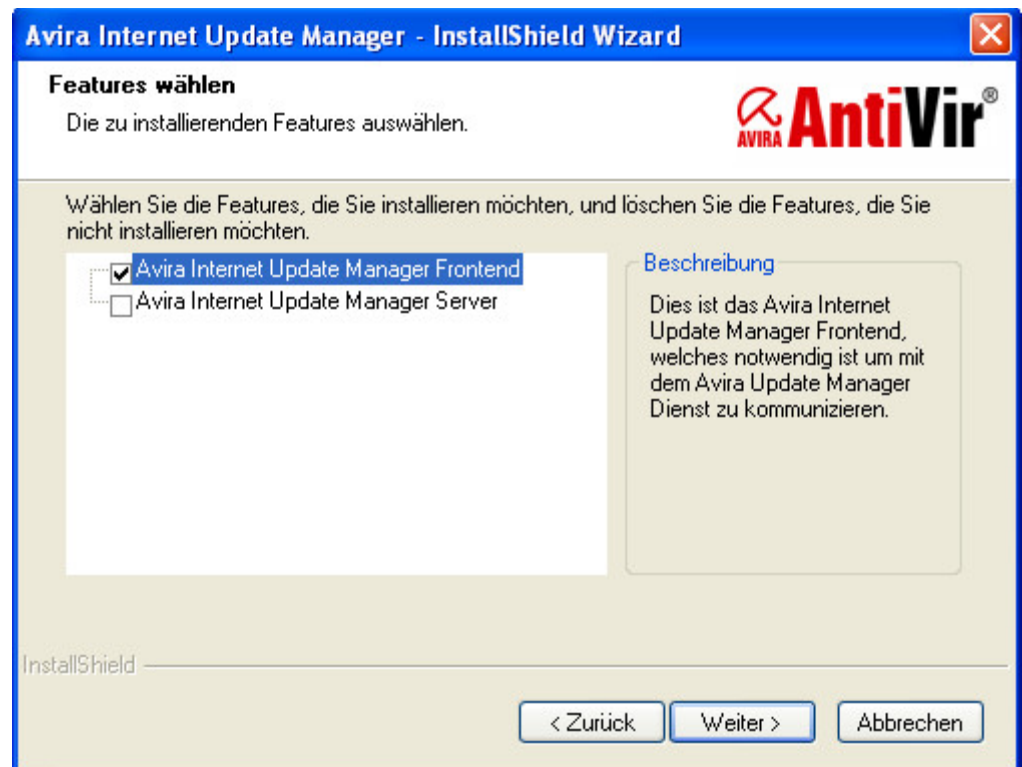 Avira Internet Update Manager - InstallShield Wizard
Features wählen
Die zu installierenden Features auswählen.
AVIRA AntiVir®
Wählen Sie die Features, die Sie installieren möchten, und löschen Sie die Features, die Sie
nicht installieren möchten.
Avira Internet Update Manager Frontend
Avira Internet Update Manager Server
Beschreibung
Dies ist das Avira Internet
Update Manager Frontend,
welches notwendig ist um mit
dem Avira Update Manager
Dienst zu kommunizieren.
InstallShield
< Zurück
Weiter >
Abbrechen